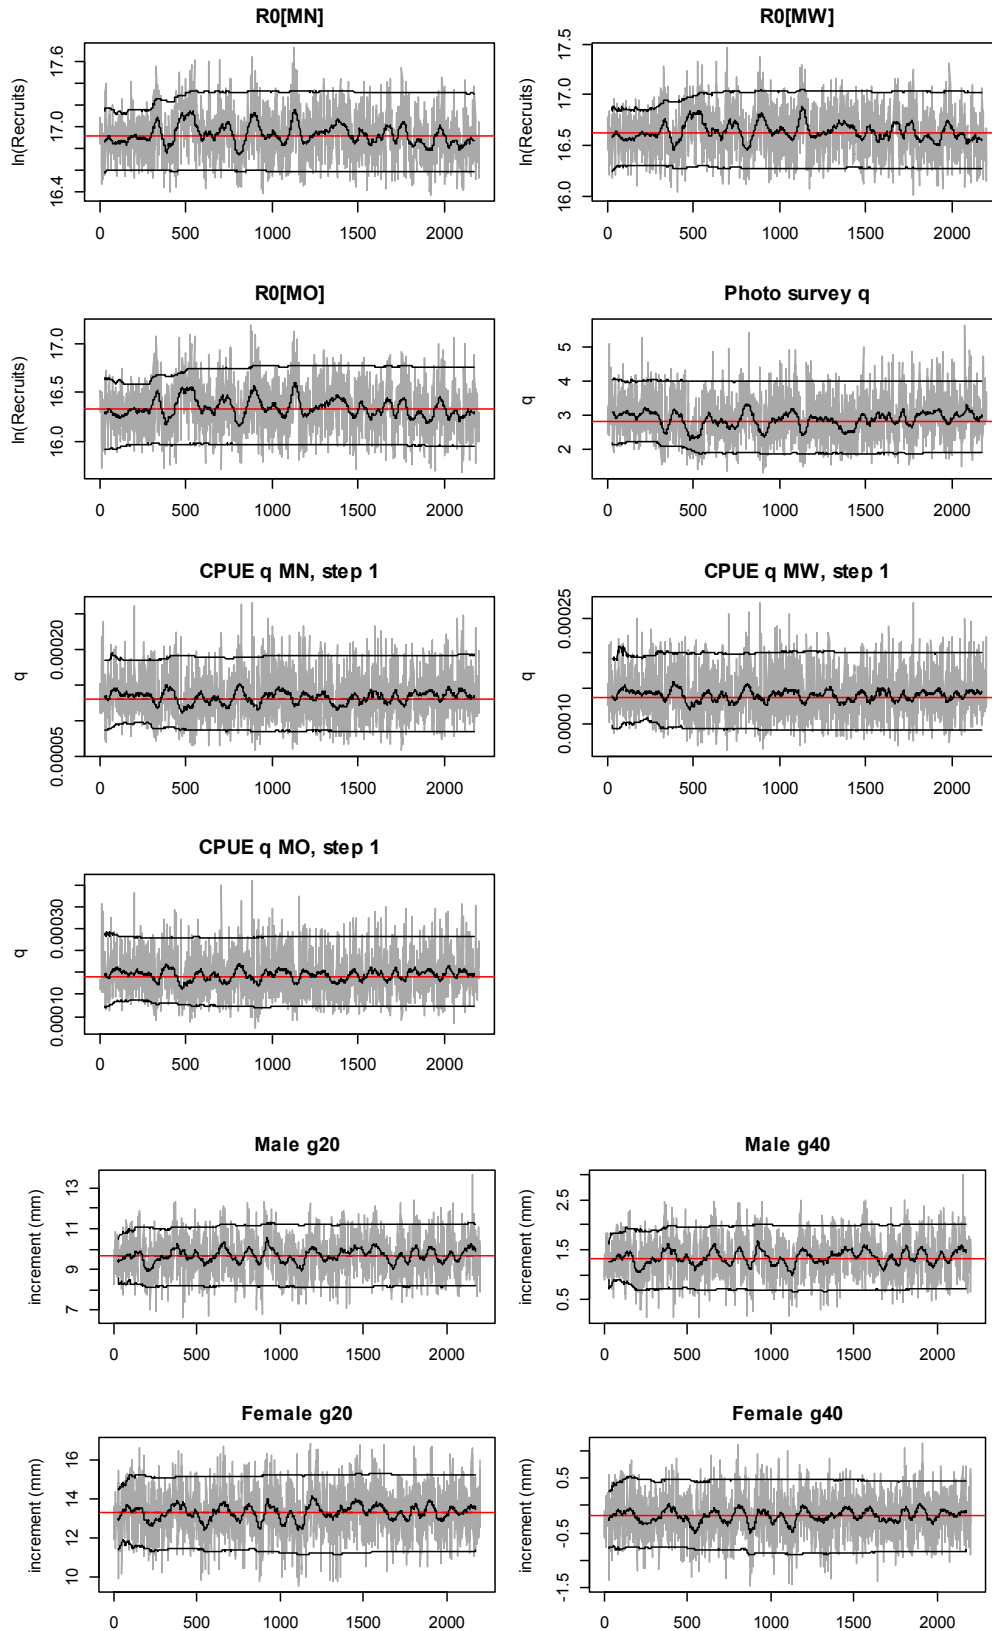 R0[MN]
ln(Recruits)
16.4 17.0 17.6
0 500 1000 1500 2000
R0[MW]
ln(Recruits)
16.0 16.5 17.0 17.5
0 500 1000 1500 2000
R0[MO]
ln(Recruits)
16.0 16.5 17.0
0 500 1000 1500 2000
Photo survey q
q
2 3 4 5
0 500 1000 1500 2000
CPUE q MN, step 1
q
0.00005 0.00020
0 500 1000 1500 2000
CPUE q MW, step 1
q
0.00010 0.00025
0 500 1000 1500 2000
CPUE q MO, step 1
q
0.00010 0.00030
0 500 1000 1500 2000
Male g20
increment (mm)
7 9 11 13
0 500 1000 1500 2000
Male g40
increment (mm)
0.5 1.5 2.5
0 500 1000 1500 2000
Female g20
increment (mm)
10 12 14 16
0 500 1000 1500 2000
Female g40
increment (mm)
-1.5 -0.5 0.5
0 500 1000 1500 2000